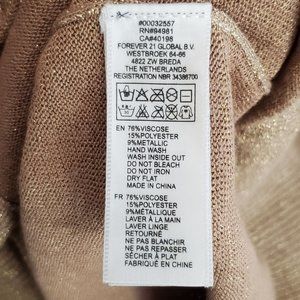 #00032557
RN#94981
CA#40198
FOREVER 21 GLOBAL B.V.
WESTBROEK 64-66
4822 ZW BREDA
THE NETHERLANDS
REGISTRATION NBR 34386700
EN 76%VISCOSE
15%POLYESTER
9%METALLIC
HAND WASH
WASH INSIDE OUT
DO NOT BLEACH
DO NOT IRON
DRY FLAT
MADE IN CHINA
FR 76%VISCOSE
15%POLYESTER
9%MÉTALLIQUE
LAVER À LA MAIN
LAVER LINGE
RETOURNÉ
NE PAS BLANCHIR
NE PAS REPASSER
SÉCHER À PLAT
FABRIQUÉ EN CHINE